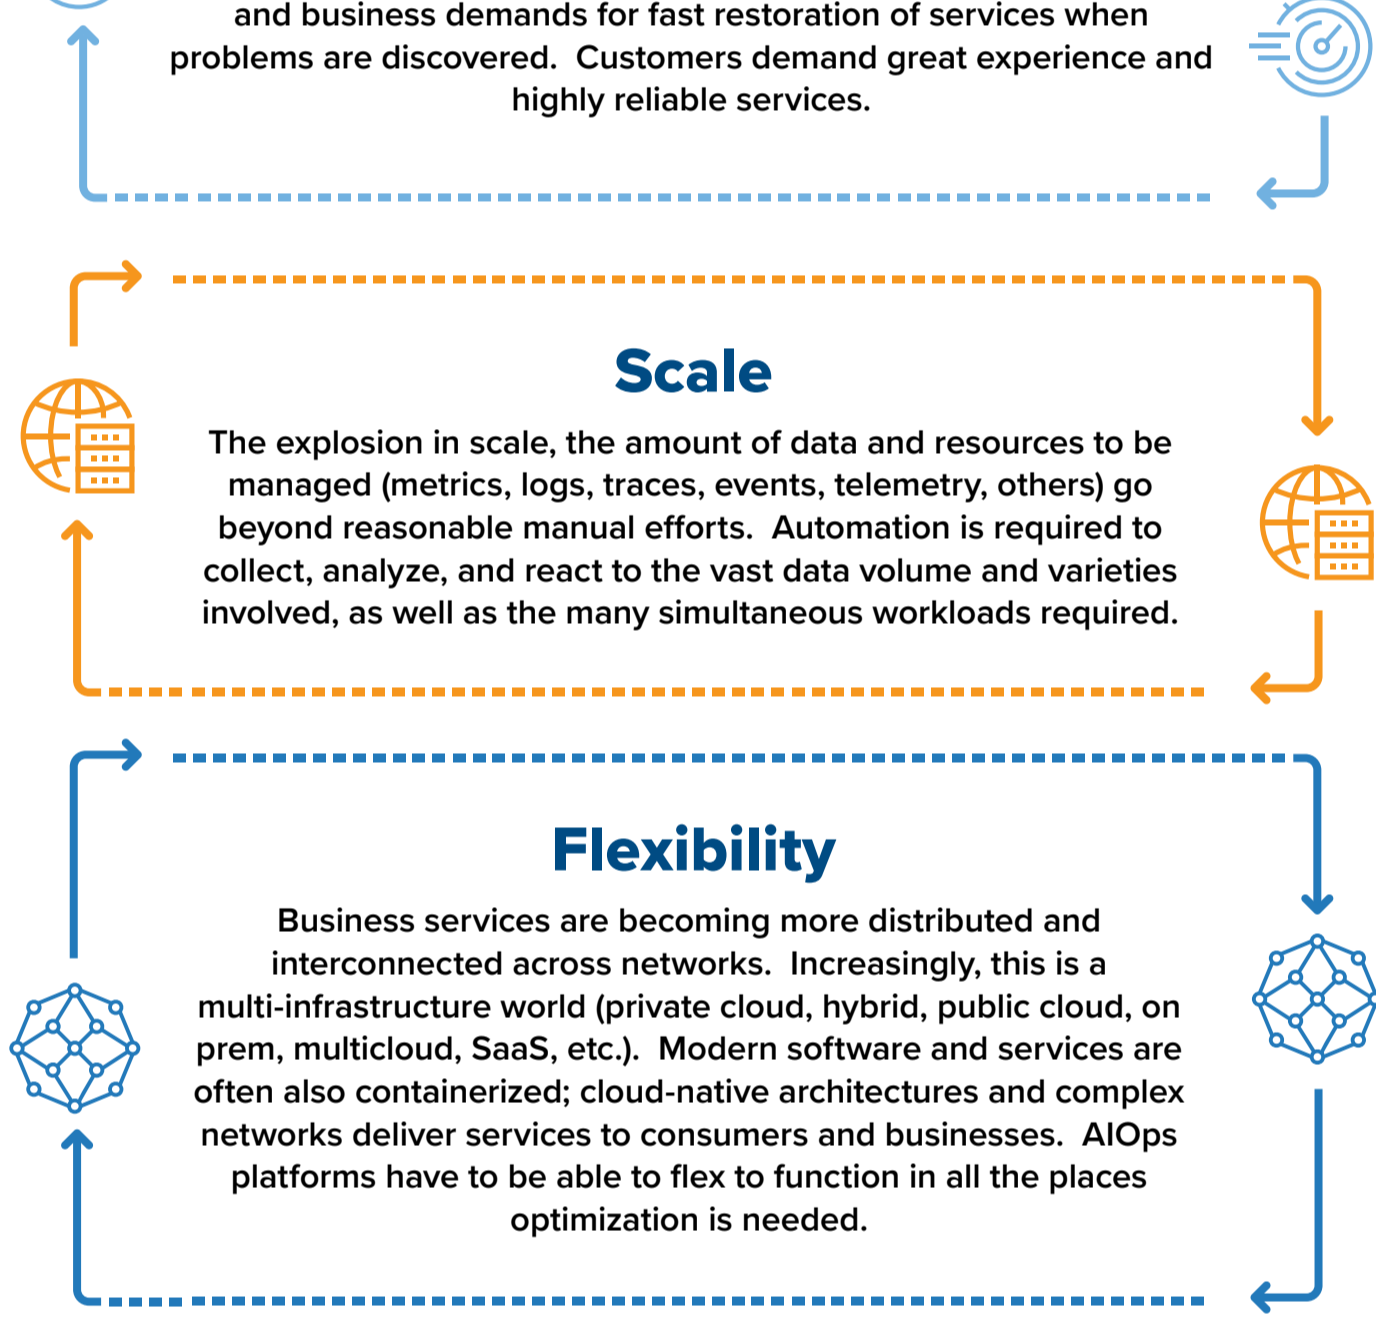 and business demands for fast restoration of services when
problems are discovered.  Customers demand great experience and
highly reliable services.
Scale
The explosion in scale, the amount of data and resources to be
managed (metrics, logs, traces, events, telemetry, others) go
beyond reasonable manual efforts.  Automation is required to
collect, analyze, and react to the vast data volume and varieties
involved, as well as the many simultaneous workloads required.
Flexibility
Business services are becoming more distributed and
interconnected across networks.  Increasingly, this is a
multi-infrastructure world (private cloud, hybrid, public cloud, on
prem, multicloud, SaaS, etc.).  Modern software and services are
often also containerized; cloud-native architectures and complex
networks deliver services to consumers and businesses.  AIOps
platforms have to be able to flex to function in all the places
optimization is needed.